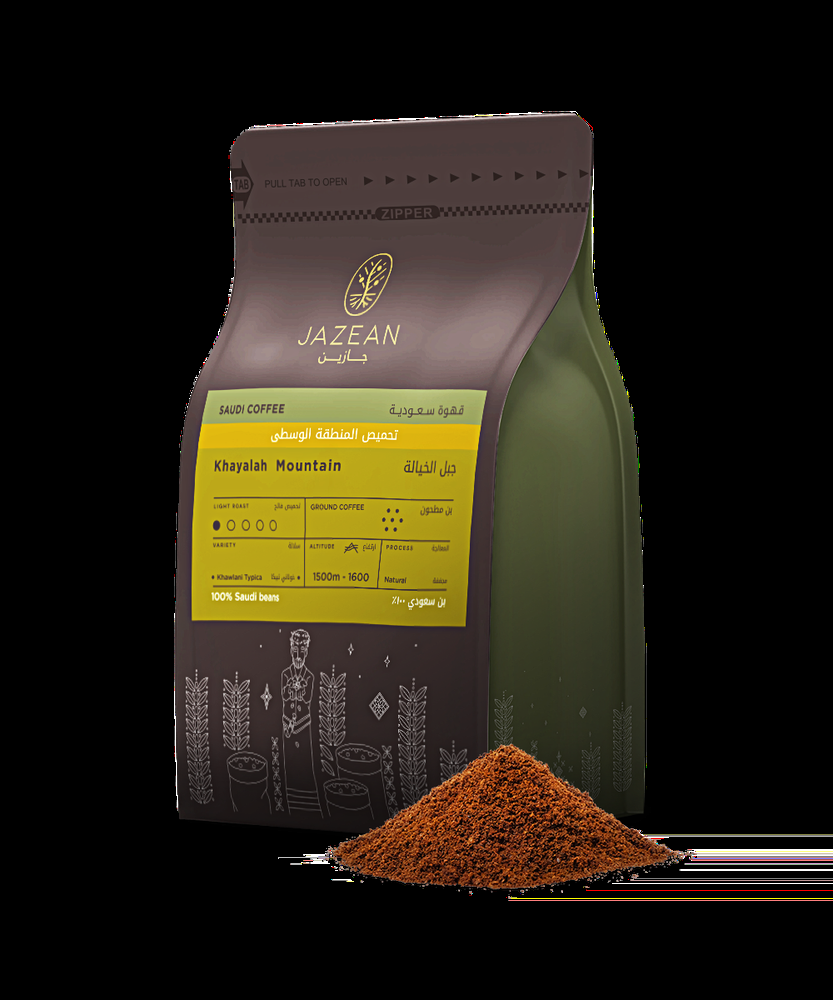 TAB
PULL TAB TO OPEN
ZIPPER
JAZEAN
جازين
SAUDI COFFEE قهوة سعودية
تحميص المنطقة الوسطى
Khayalah Mountain جبل الخيالة
LIGHT ROAST تحميص فاتح GROUND COFFEE بن مطحون
VARIETY سلالة ALTITUDE ارتفاع PROCESS المعالجة
• Khawlani Typica خولاني تيبيكا • 1500m - 1600 Natural مجففة
100% Saudi beans بن سعودي ١٠٠٪